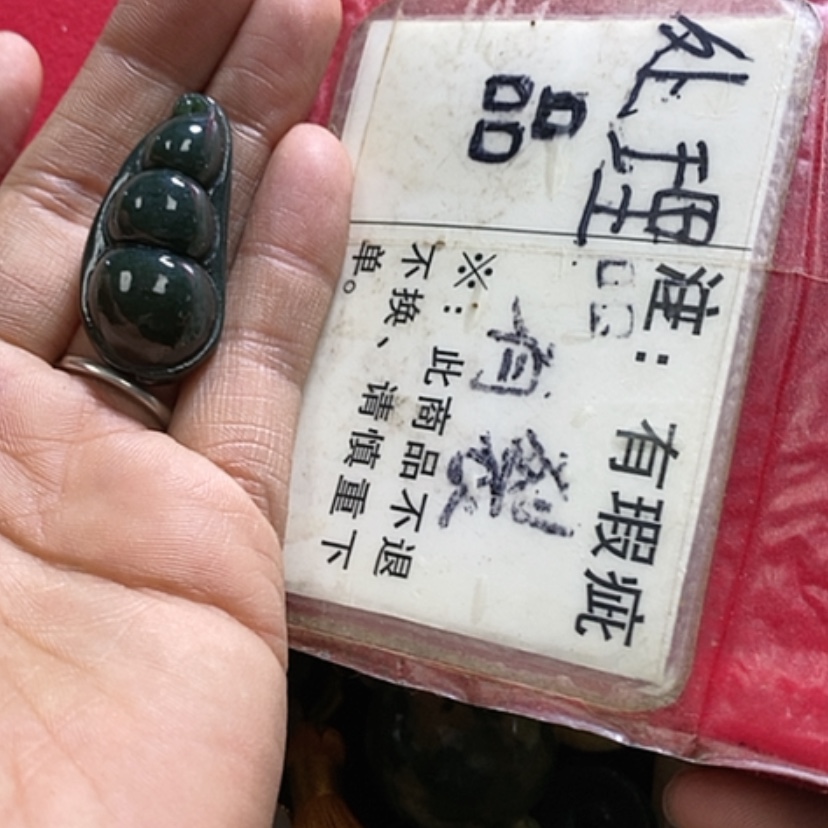 处理品
注：有瑕疵
有裂
※：此商品不退
不换、请慎重下
单。